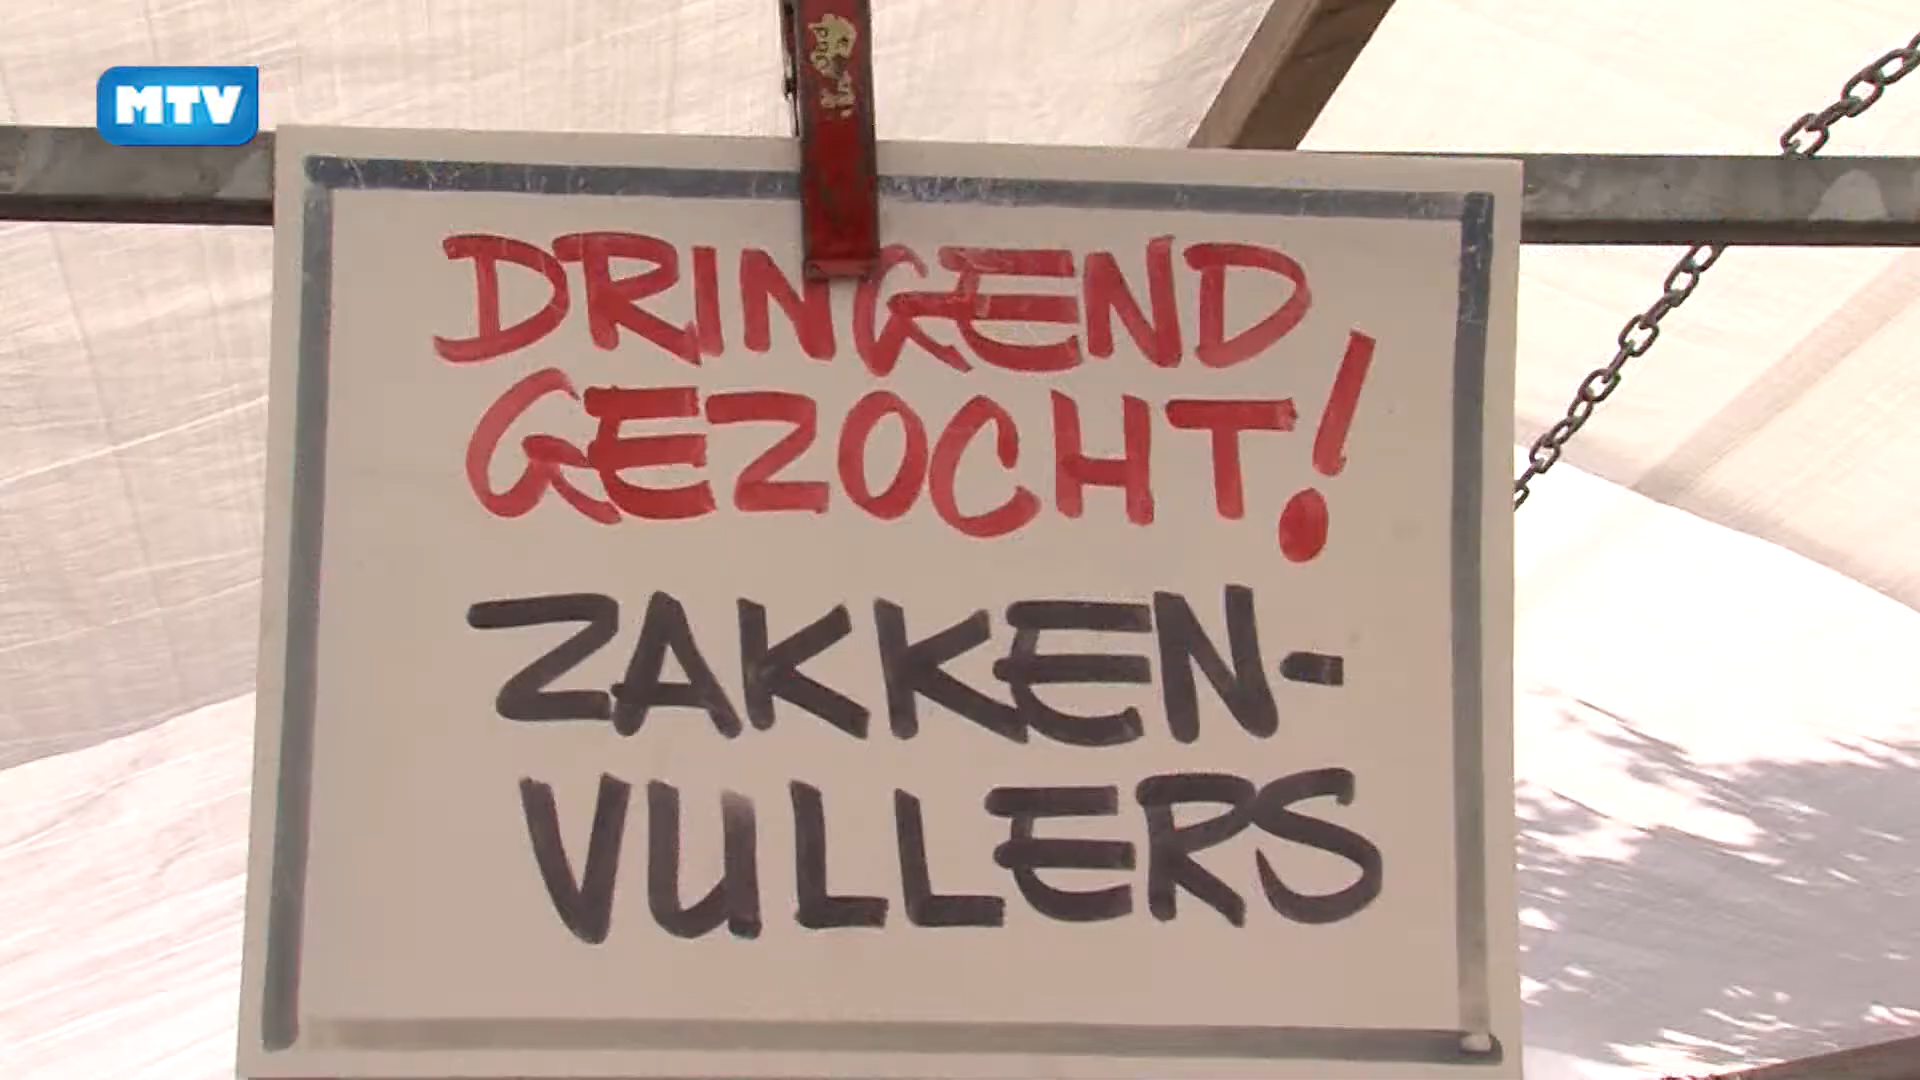 MTV
DRINGEND
GEZOCHT!
ZAKKEN-
VULLERS